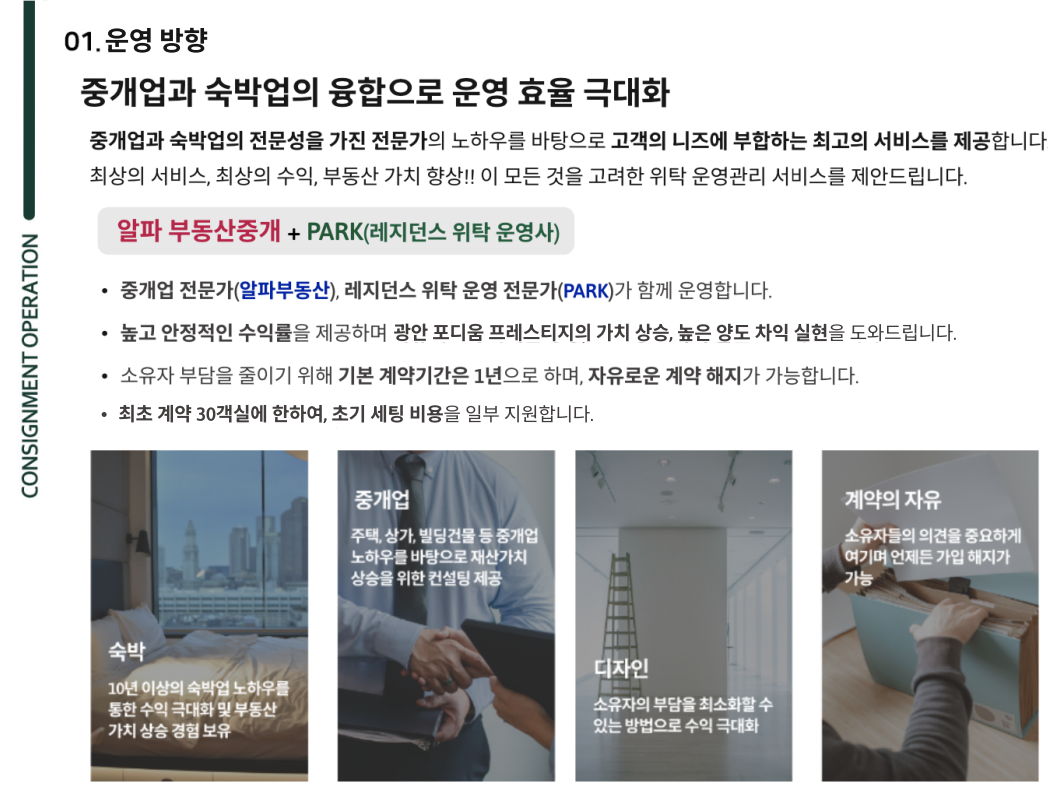 01. 운영 방향
중개업과 숙박업의 융합으로 운영 효율 극대화
중개업과 숙박업의 전문성을 가진 전문가의 노하우를 바탕으로 고객의 니즈에 부합하는 최고의 서비스를 제공합니다
최상의 서비스, 최상의 수익, 부동산 가치 향상!! 이 모든 것을 고려한 위탁 운영관리 서비스를 제안드립니다.
알파 부동산중개 + PARK(레지던스 위탁 운영사)
• 중개업 전문가(알파부동산), 레지던스 위탁 운영 전문가(PARK)가 함께 운영합니다.
• 높고 안정적인 수익률을 제공하며 광안 포디움 프레스티지의 가치 상승, 높은 양도 차익 실현을 도와드립니다.
• 소유자 부담을 줄이기 위해 기본 계약기간은 1년으로 하며, 자유로운 계약 해지가 가능합니다.
• 최초 계약 30객실에 한하여, 초기 세팅 비용을 일부 지원합니다.
CONSIGNMENT OPERATION
숙박
10년 이상의 숙박업 노하우를
통한 수익 극대화 및 부동산
가치 상승 경험 보유
중개업
주택, 상가, 빌딩건물 등 중개업
노하우를 바탕으로 재산가치
상승을 위한 컨설팅 제공
디자인
소유자의 부담을 최소화할 수
있는 방법으로 수익 극대화
계약의 자유
소유자들의 의견을 중요하게
여기며 언제든 가입 해지가
가능